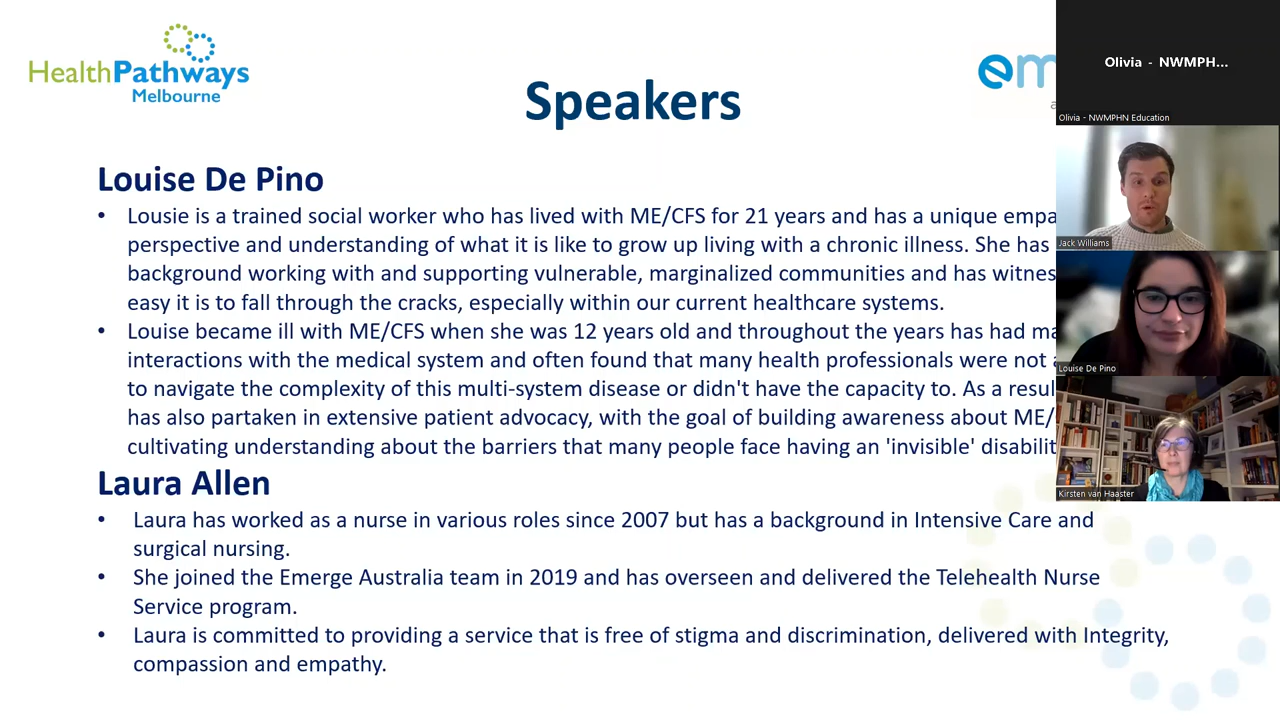 HealthPathways
Melbourne
em
Speakers
Louise De Pino
• Lousie is a trained social worker who has lived with ME/CFS for 21 years and has a unique empa
perspective and understanding of what it is like to grow up living with a chronic illness. She has
background working with and supporting vulnerable, marginalized communities and has witnes
easy it is to fall through the cracks, especially within our current healthcare systems.
• Louise became ill with ME/CFS when she was 12 years old and throughout the years has had ma
interactions with the medical system and often found that many health professionals were not a
to navigate the complexity of this multi-system disease or didn't have the capacity to. As a resul
has also partaken in extensive patient advocacy, with the goal of building awareness about ME/
cultivating understanding about the barriers that many people face having an 'invisible' disabilit
Laura Allen
• Laura has worked as a nurse in various roles since 2007 but has a background in Intensive Care and
surgical nursing.
• She joined the Emerge Australia team in 2019 and has overseen and delivered the Telehealth Nurse
Service program.
• Laura is committed to providing a service that is free of stigma and discrimination, delivered with Integrity,
compassion and empathy.
Olivia - NWMPH...
Olivia - NWMPHN Education
Jack Williams
Louise De Pino
Kirsten van Haaster